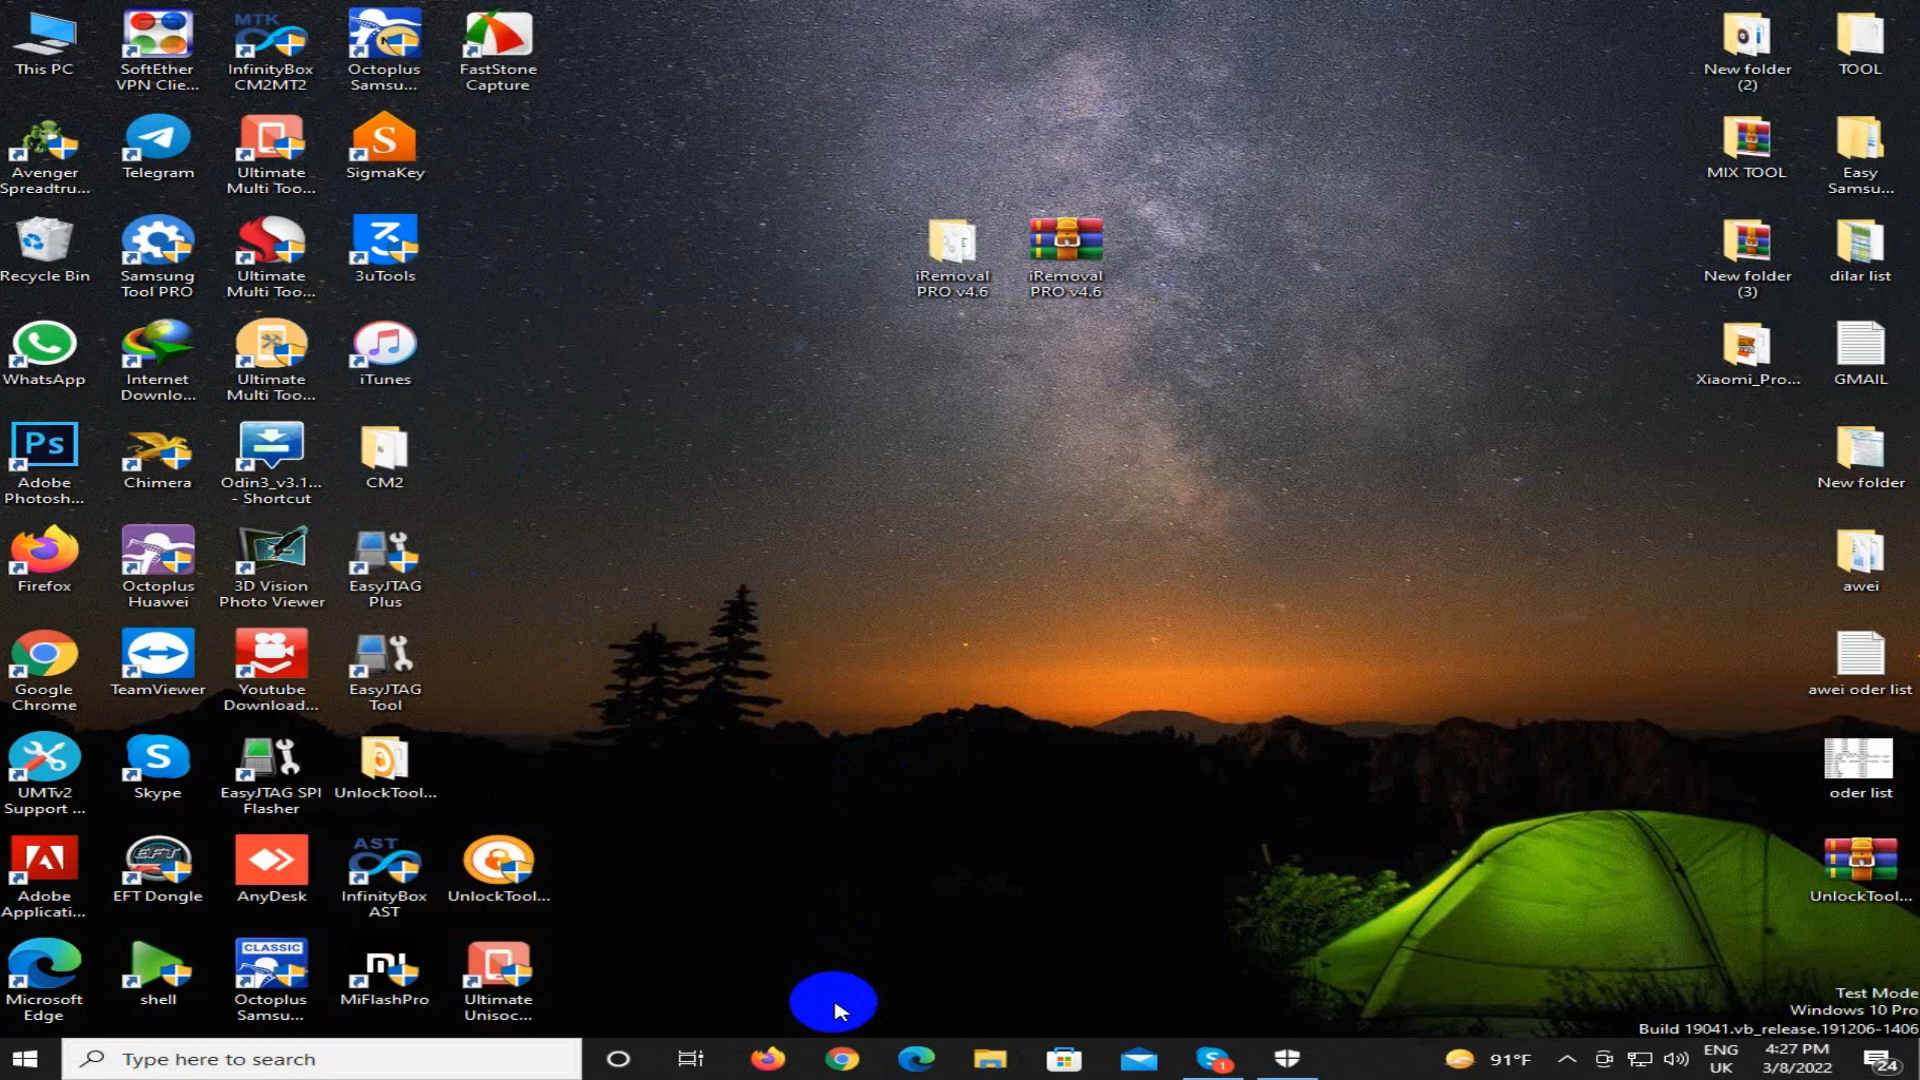 This PC
SoftEther
VPN Clie...
MTK
InfinityBox
CM2MT2
Octoplus
Samsu...
FastStone
Capture
New folder
(2)
TOOL
Avenger
Spreadtru...
Telegram
Ultimate
Multi Too...
S
SigmaKey
MIX TOOL
Easy
Samsu...
Recycle Bin
Samsung
Tool PRO
Ultimate
Multi Too...
3uTools
iRemoval
PRO v4.6
iRemoval
PRO v4.6
New folder
(3)
dilar list
WhatsApp
Internet
Downlo...
Ultimate
Multi Too...
iTunes
Xiaomi_Pro...
GMAIL
Ps
Adobe
Photosh...
Chimera
Odin3_v3.1...
- Shortcut
CM2
New folder
Firefox
Octoplus
Huawei
3D Vision
Photo Viewer
EasyJTAG
Plus
awei
Google
Chrome
TeamViewer
Youtube
Download...
EasyJTAG
Tool
awei oder list
UMTv2
Support ...
S
Skype
EasyJTAG SPI
Flasher
UnlockTool...
oder list
Adobe
Applicati...
EFT
EFT Dongle
AnyDesk
AST
InfinityBox
AST
UnlockTool...
UnlockTool...
Microsoft
Edge
shell
CLASSIC
Octoplus
Samsu...
MI
MiFlashPro
Ultimate
Unisoc...
Test Mode
Windows 10 Pro
Build 19041.vb_release.191206-1406
Type here to search
S
1
91°F
ENG
UK
4:27 PM
3/8/2022
24